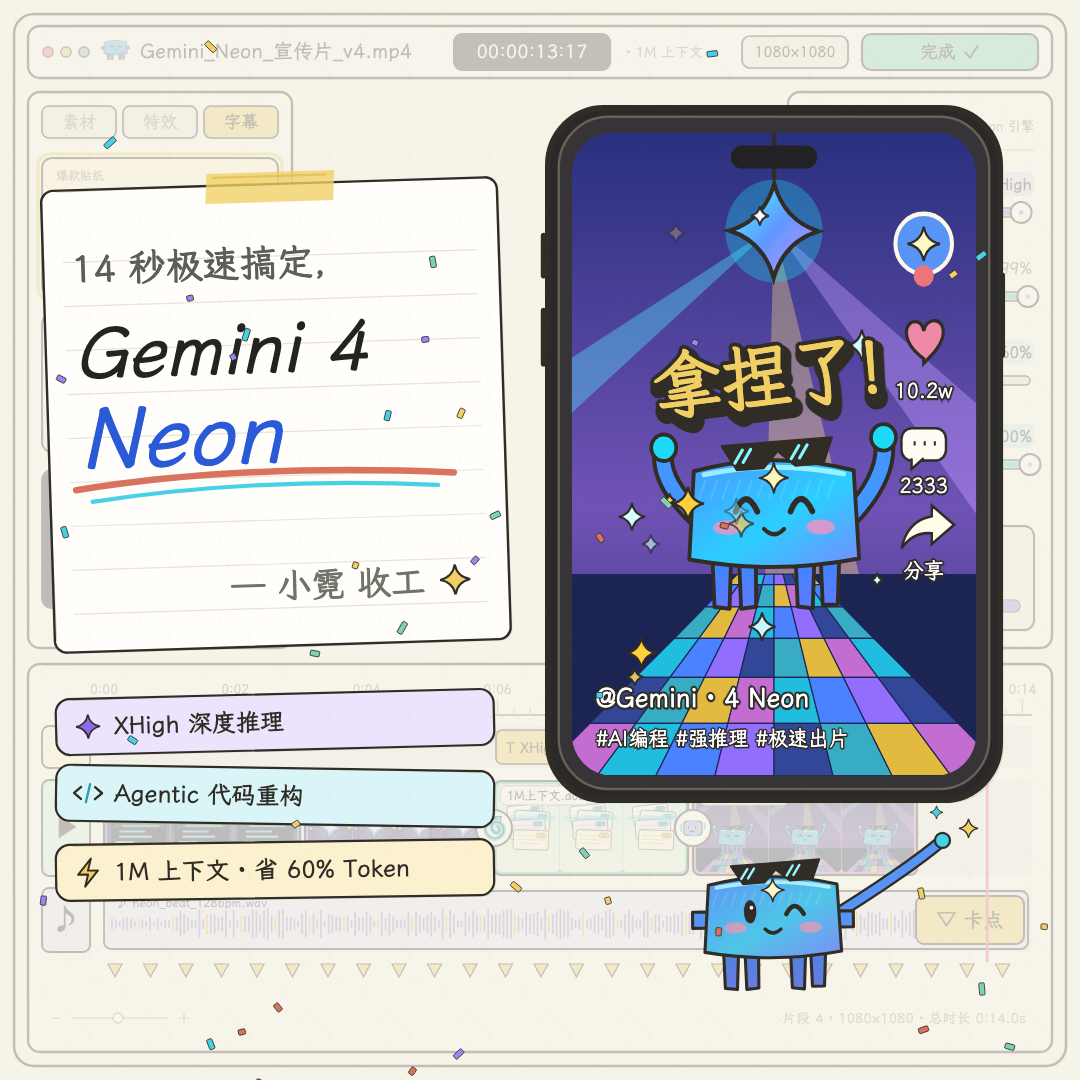 Gemini_Neon_宣传片_v4.mp4
00:00:13:17
· 1M 上下文
1080×1080
完成 ✓
素材
特效
字幕
爆款贴纸
引擎
14 秒极速搞定,
Gemini 4
Neon
— 小霓 收工
拿捏了!
10.2w
2333
分享
@Gemini · 4 Neon
#AI编程 #强推理 #极速出片
0:00
0:02
0:04
0:06
0:14
XHigh 深度推理
</> Agentic 代码重构
1M 上下文 · 省 60% Token
neon_beat_128bpm.wav
▽ 卡点
片段 4 · 1080×1080 · 总时长 0:14.0s